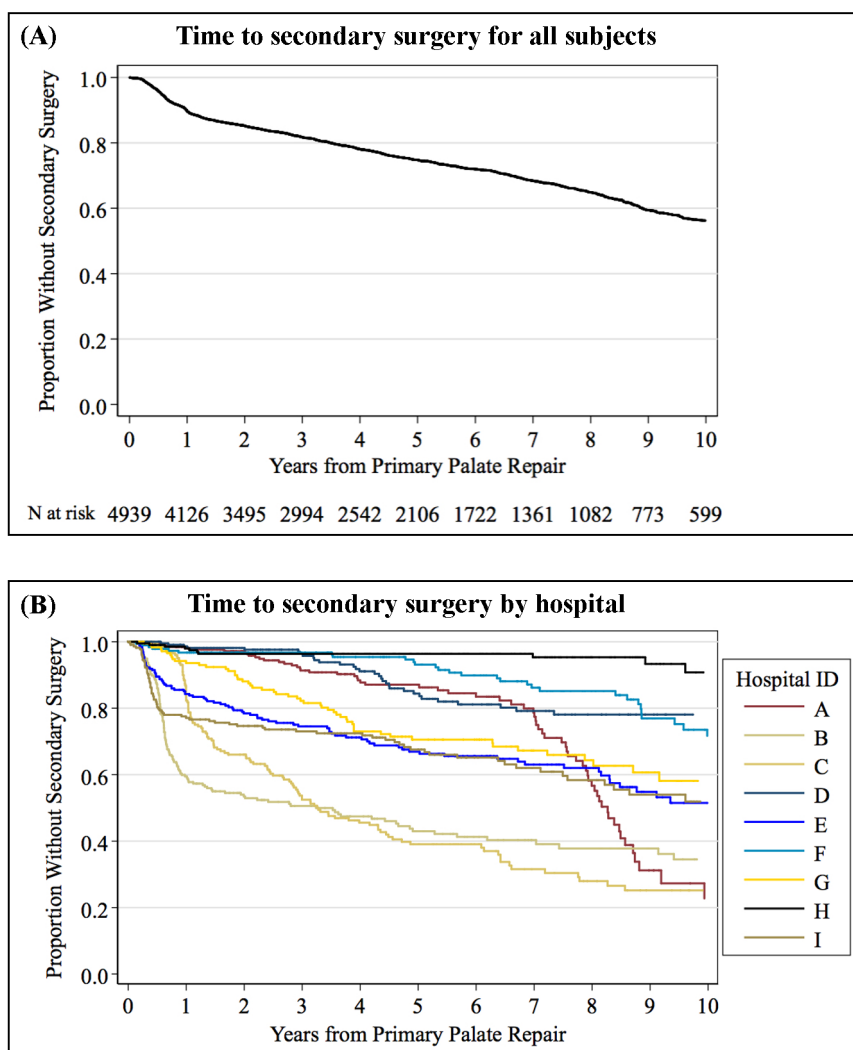 (A)
Time to secondary surgery for all subjects
Proportion Without Secondary Surgery
1.0
0.8
0.6
0.4
0.2
0.0
0 1 2 3 4 5 6 7 8 9 10
Years from Primary Palate Repair
N at risk 4939 4126 3495 2994 2542 2106 1722 1361 1082 773 599
(B)
Time to secondary surgery by hospital
Proportion Without Secondary Surgery
1.0
0.8
0.6
0.4
0.2
0.0
0 1 2 3 4 5 6 7 8 9 10
Years from Primary Palate Repair
Hospital ID
A
B
C
D
E
F
G
H
I